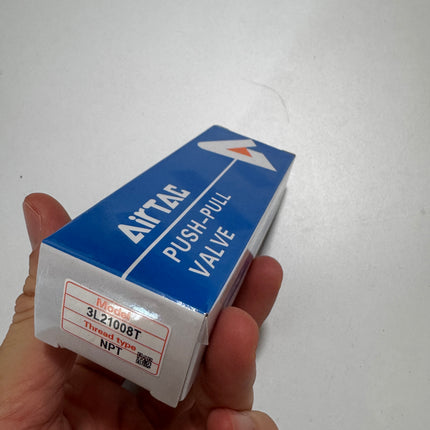 AirTAC
PUSH-PULL
VALVE
Model
3L21008T
Thread type
NPT